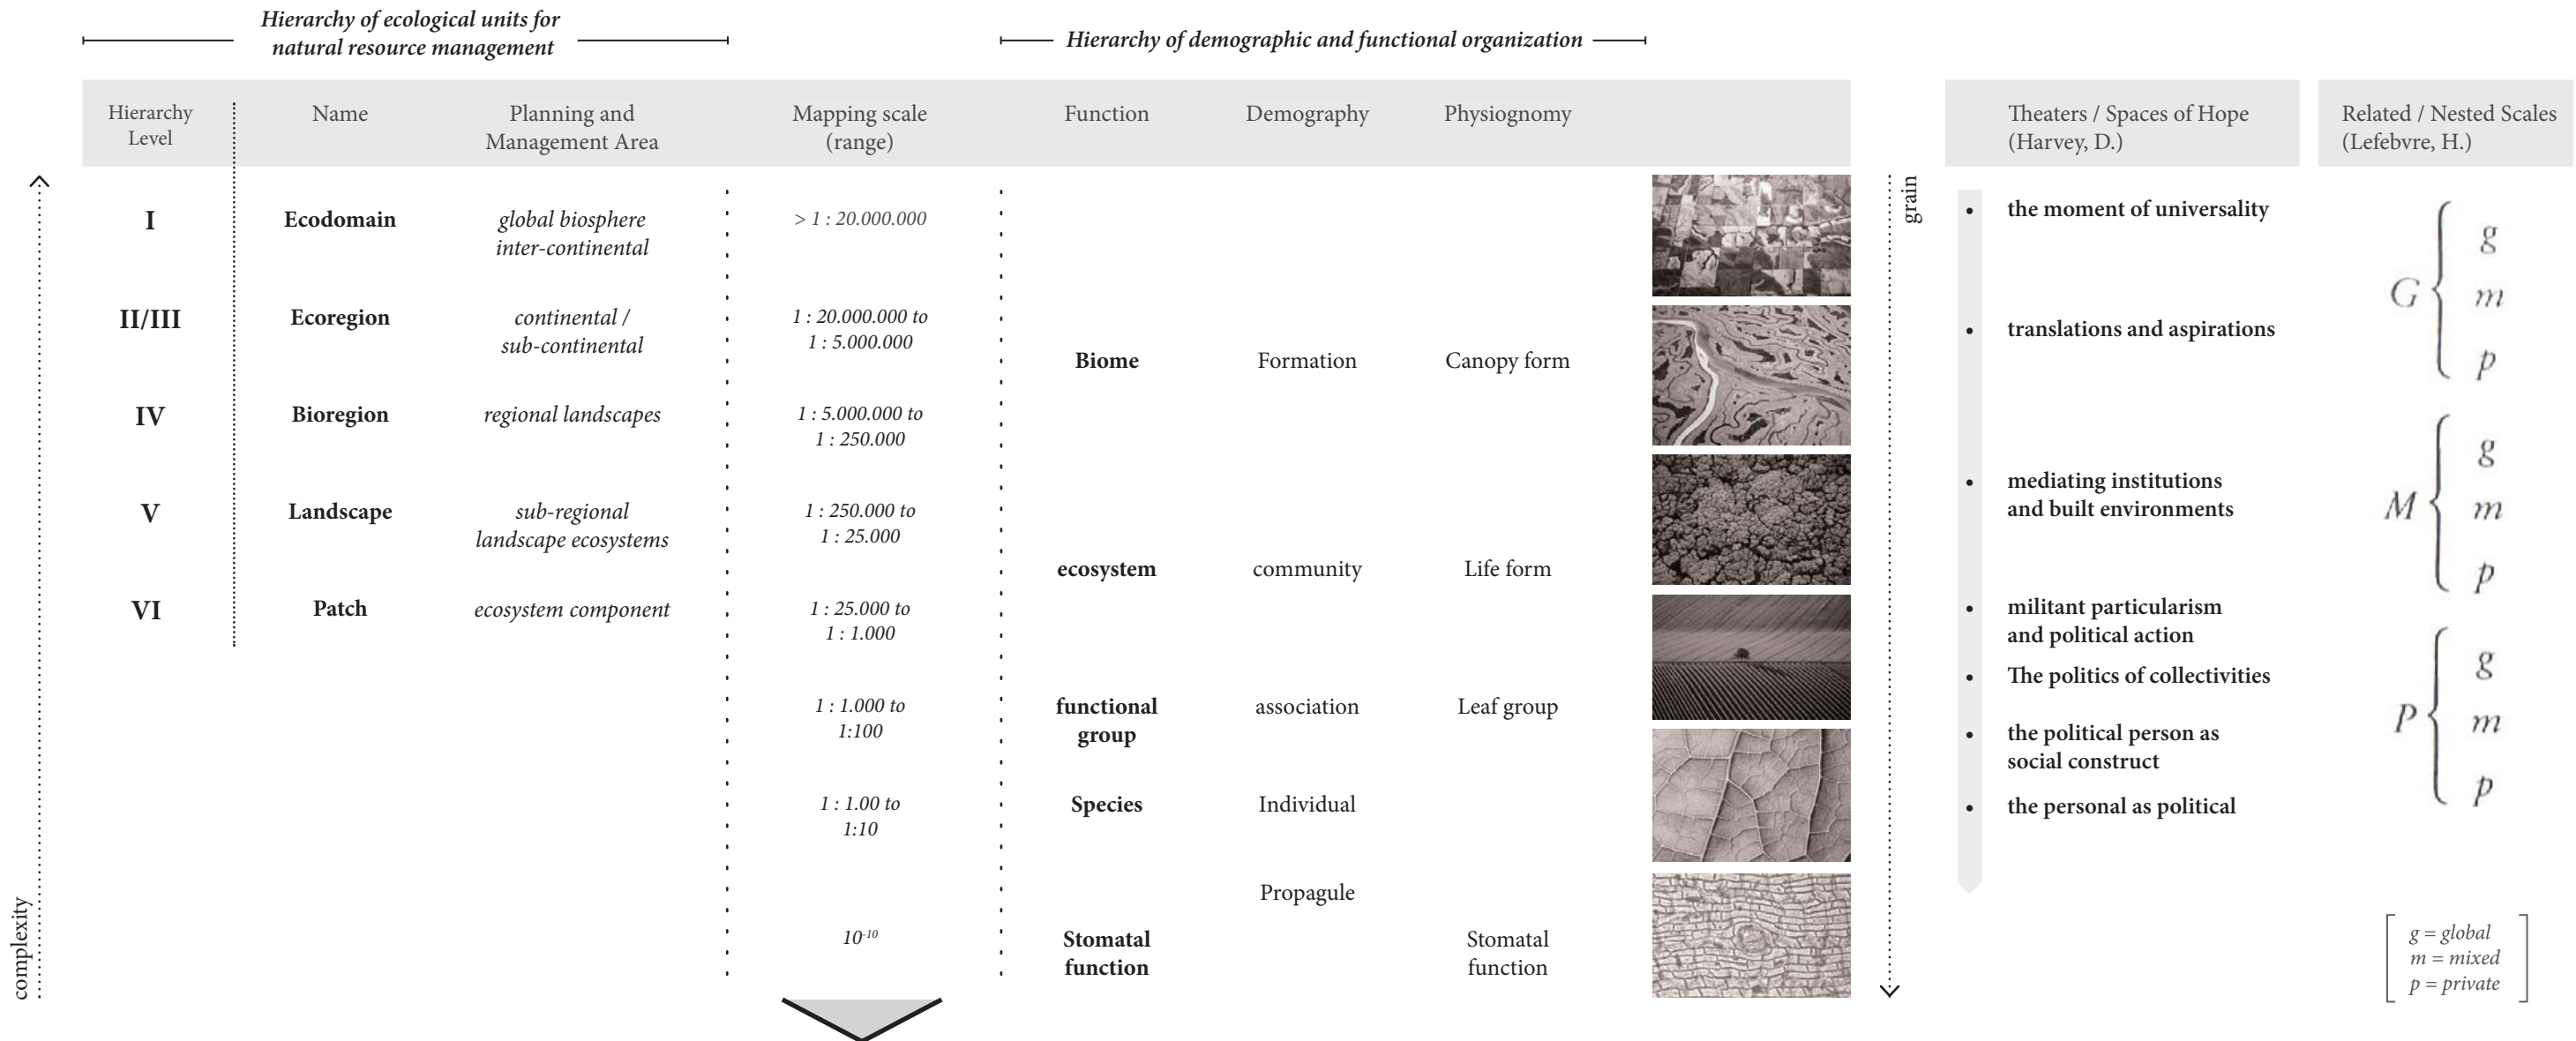 Hierarchy of ecological units for
natural resource management
Hierarchy of demographic and functional organization
Hierarchy
Level
Name
Planning and
Management Area
Mapping scale
(range)
Function
Demography
Physiognomy
Theaters / Spaces of Hope
(Harvey, D.)
Related / Nested Scales
(Lefebvre, H.)
complexity
I
Ecodomain
global biosphere
inter-continental
> 1 : 20.000.000
II/III
Ecoregion
continental /
sub-continental
1 : 20.000.000 to
1 : 5.000.000
IV
Bioregion
regional landscapes
1 : 5.000.000 to
1 : 250.000
V
Landscape
sub-regional
landscape ecosystems
1 : 250.000 to
1 : 25.000
VI
Patch
ecosystem component
1 : 25.000 to
1 : 1.000
1 : 1.000 to
1:100
1 : 1.00 to
1:10
10-10
Biome
Formation
Canopy form
ecosystem
community
Life form
functional
group
association
Leaf group
Species
Individual
Propagule
Stomatal
function
Stomatal
function
grain
• the moment of universality
• translations and aspirations
• mediating institutions
and built environments
• militant particularism
and political action
• The politics of collectivities
• the political person as
social construct
• the personal as political
G
g
m
p
M
g
m
p
P
g
m
p
g = global
m = mixed
p = private